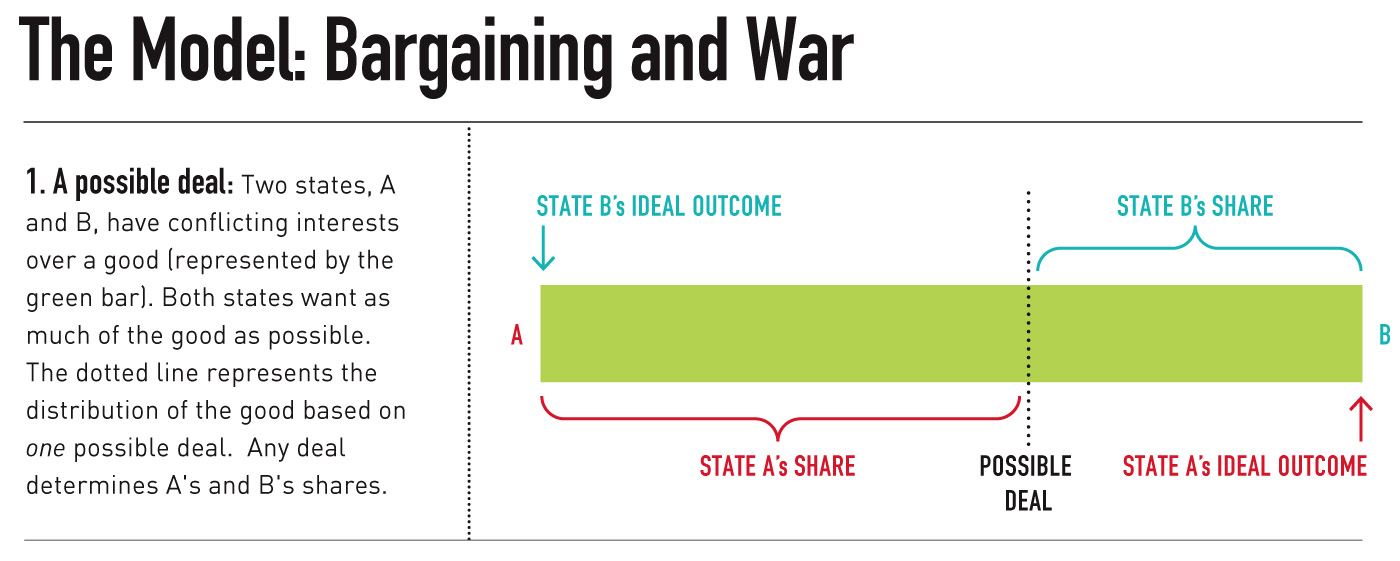 The Model: Bargaining and War
1. A possible deal: Two states, A
and B, have conflicting interests
over a good (represented by the
green bar). Both states want as
much of the good as possible.
The dotted line represents the
distribution of the good based on
one possible deal. Any deal
determines A's and B's shares.
STATE B's IDEAL OUTCOME
STATE B's SHARE
A
B
STATE A's SHARE
POSSIBLE
DEAL
STATE A's IDEAL OUTCOME